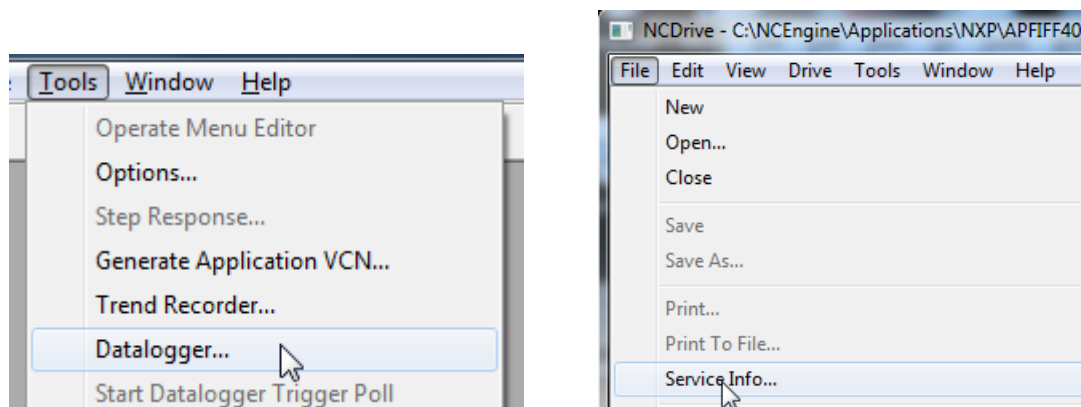 Tools Window Help
Operate Menu Editor
Options...
Step Response...
Generate Application VCN...
Trend Recorder...
Datalogger...
Start Datalogger Trigger Poll
NCDrive - C:\NCEngine\Applications\NXP\APFIFF40
File Edit View Drive Tools Window Help
New
Open...
Close
Save
Save As...
Print...
Print To File...
Service Info...